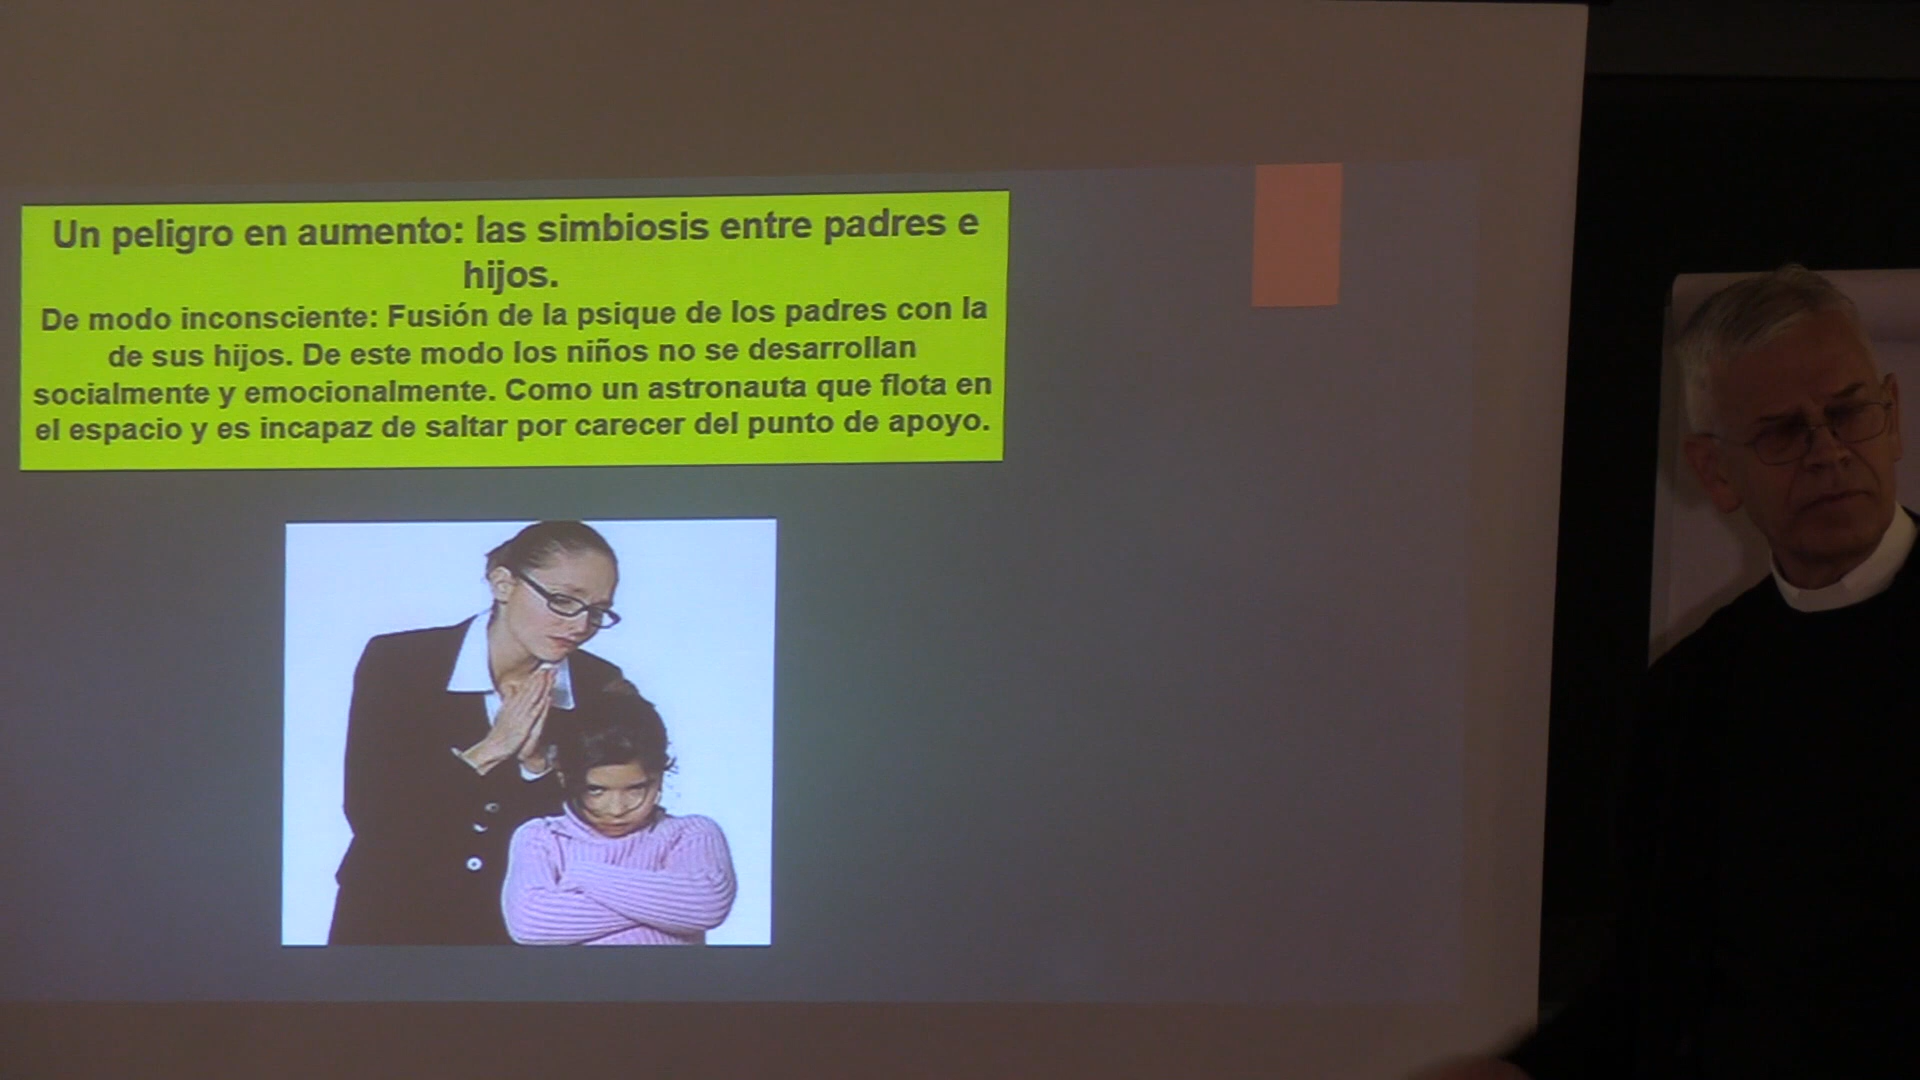 Un peligro en aumento: las simbiosis entre padres e
hijos.
De modo inconsciente: Fusión de la psique de los padres con la
de sus hijos. De este modo los niños no se desarrollan
socialmente y emocionalmente. Como un astronauta que flota en
el espacio y es incapaz de saltar por carecer del punto de apoyo.